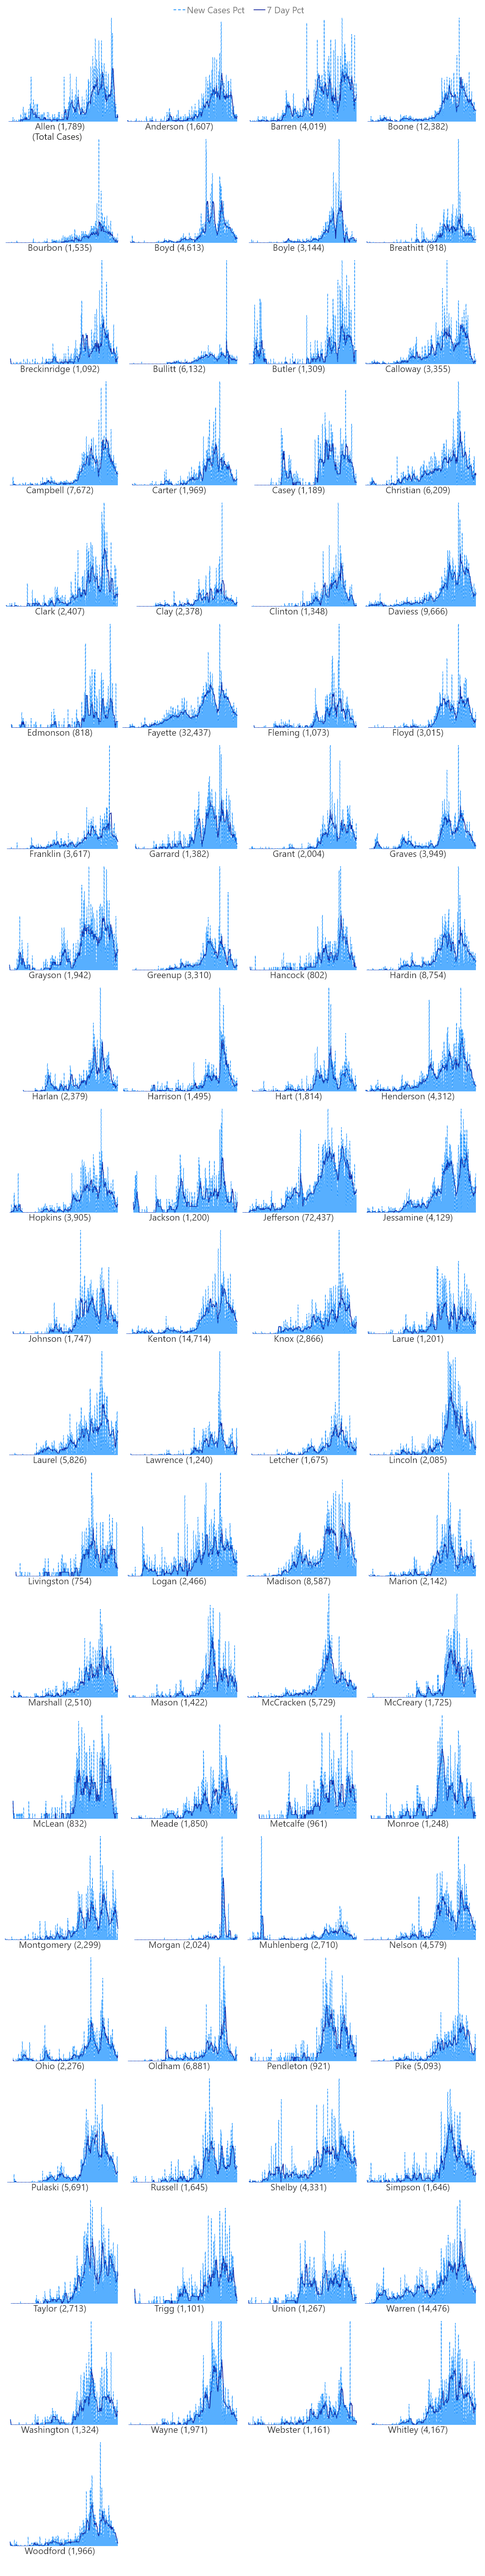 New Cases Pct 7 Day Pct
Allen (1,789) Anderson (1,607) Barren (4,019) Boone (12,382)
(Total Cases)
Bourbon (1,535) Boyd (4,613) Boyle (3,144) Breathitt (918)
Breckinridge (1,092) Bullitt (6,132) Butler (1,309) Calloway (3,355)
Campbell (7,672) Carter (1,969) Casey (1,189) Christian (6,209)
Clark (2,407) Clay (2,378) Clinton (1,348) Daviess (9,666)
Edmonson (818) Fayette (32,437) Fleming (1,073) Floyd (3,015)
Franklin (3,617) Garrard (1,382) Grant (2,004) Graves (3,949)
Grayson (1,942) Greenup (3,310) Hancock (802) Hardin (8,754)
Harlan (2,379) Harrison (1,495) Hart (1,814) Henderson (4,312)
Hopkins (3,905) Jackson (1,200) Jefferson (72,437) Jessamine (4,129)
Johnson (1,747) Kenton (14,714) Knox (2,866) Larue (1,201)
Laurel (5,826) Lawrence (1,240) Letcher (1,675) Lincoln (2,085)
Livingston (754) Logan (2,466) Madison (8,587) Marion (2,142)
Marshall (2,510) Mason (1,422) McCracken (5,729) McCreary (1,725)
McLean (832) Meade (1,850) Metcalfe (961) Monroe (1,248)
Montgomery (2,299) Morgan (2,024) Muhlenberg (2,710) Nelson (4,579)
Ohio (2,276) Oldham (6,881) Pendleton (921) Pike (5,093)
Pulaski (5,691) Russell (1,645) Shelby (4,331) Simpson (1,646)
Taylor (2,713) Trigg (1,101) Union (1,267) Warren (14,476)
Washington (1,324) Wayne (1,971) Webster (1,161) Whitley (4,167)
Woodford (1,966)